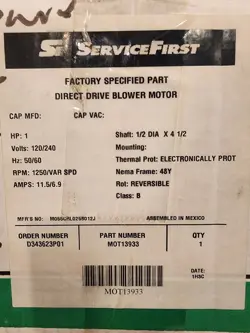 SERVICEFIRST
FACTORY SPECIFIED PART
DIRECT DRIVE BLOWER MOTOR
CAP MFD: CAP VAC:
HP: 1 Shaft: 1/2 DIA X 4 1/2
Voltage: 120/240 Mounting:
Hz: 50/60 Thermal Prot: ELECTRONICALLY PROT
RPM: 1250/VAR SPD Nema Frame: 48Y
AMPS: 11.5/6.9 Rot: REVERSIBLE
Class: B
MFR'S NO: ASSEMBLED IN MEXICO
ORDER NUMBER PART NUMBER QTY
D343623P01 MOT13933 1
DATE:
MOT13933